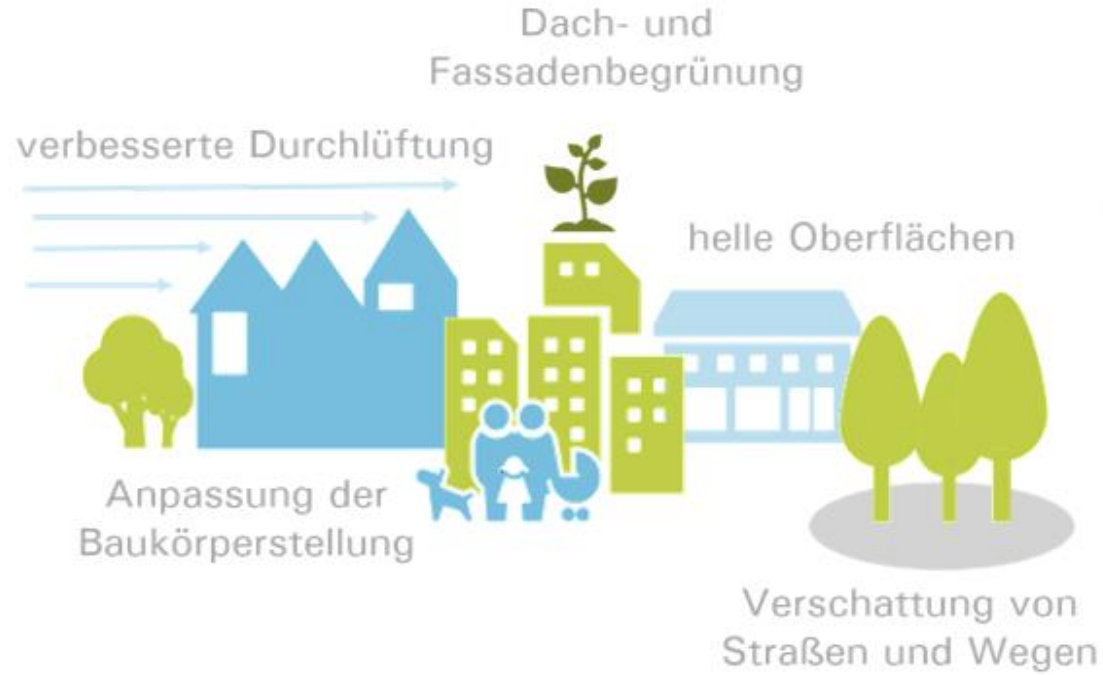 Dach- und
Fassadenbegrünung
verbesserte Durchlüftung
helle Oberflächen
Anpassung der
Baukörperstellung
Verschattung von
Straßen und Wegen